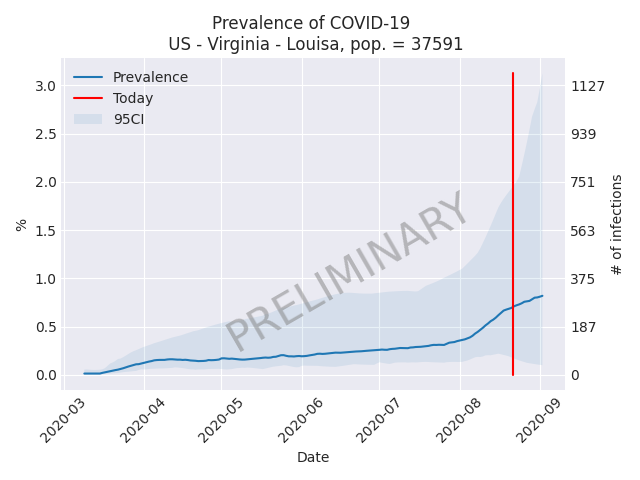 Prevalence of COVID-19
US - Virginia - Louisa, pop. = 37591
Prevalence
Today
95CI
PRELIMINARY
%
3.0
2.5
2.0
1.5
1.0
0.5
0.0
1127
939
751
563
375
187
0
# of infections
2020-03
2020-04
2020-05
2020-06
2020-07
2020-08
2020-09
Date